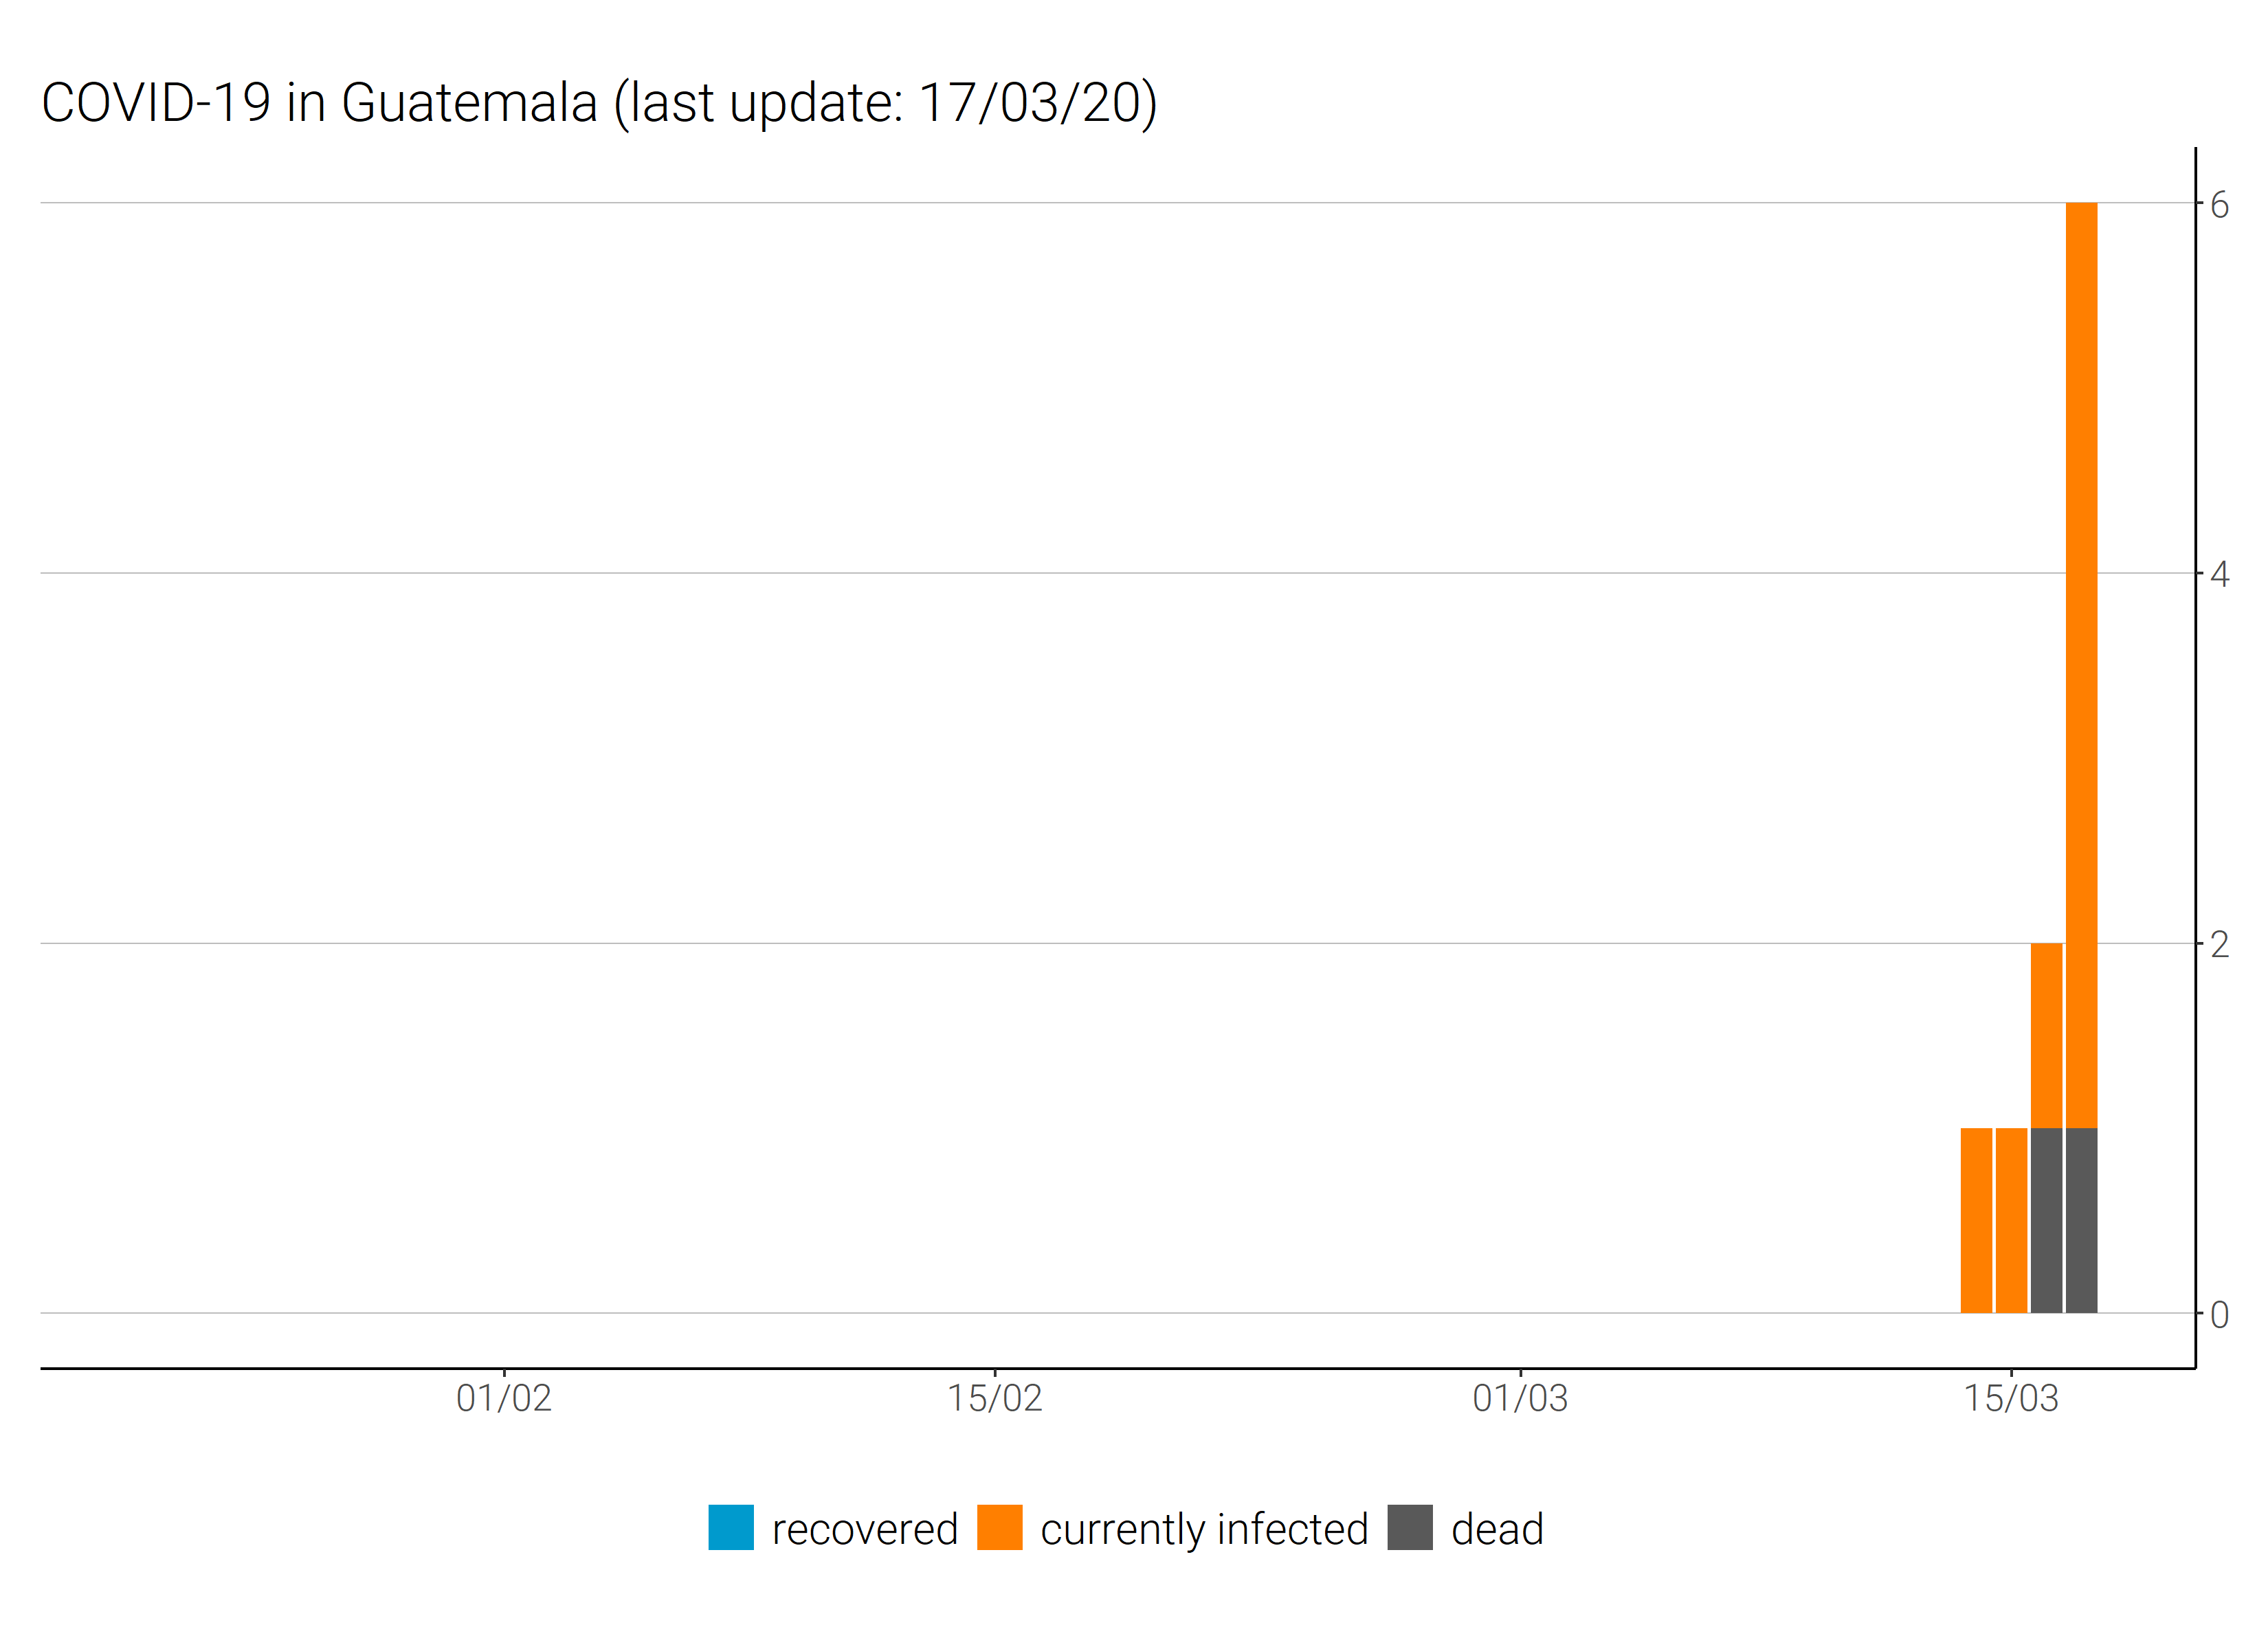 COVID-19 in Guatemala (last update: 17/03/20)
6
4
2
0
01/02 15/02 01/03 15/03
recovered currently infected dead